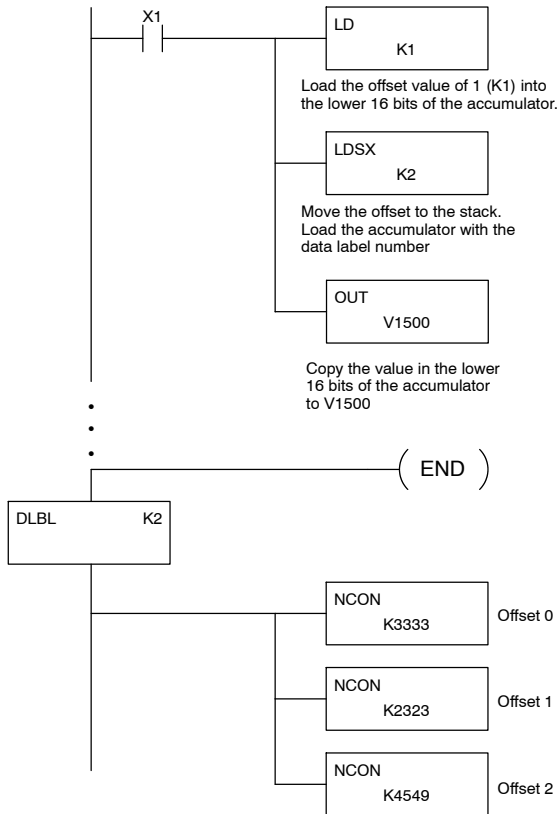 X1
LD
K1
Load the offset value of 1 (K1) into
the lower 16 bits of the accumulator.
LDSX
K2
Move the offset to the stack.
Load the accumulator with the
data label number
OUT
V1500
Copy the value in the lower
16 bits of the accumulator
to V1500
END
DLBL K2
NCON
K3333
Offset 0
NCON
K2323
Offset 1
NCON
K4549
Offset 2